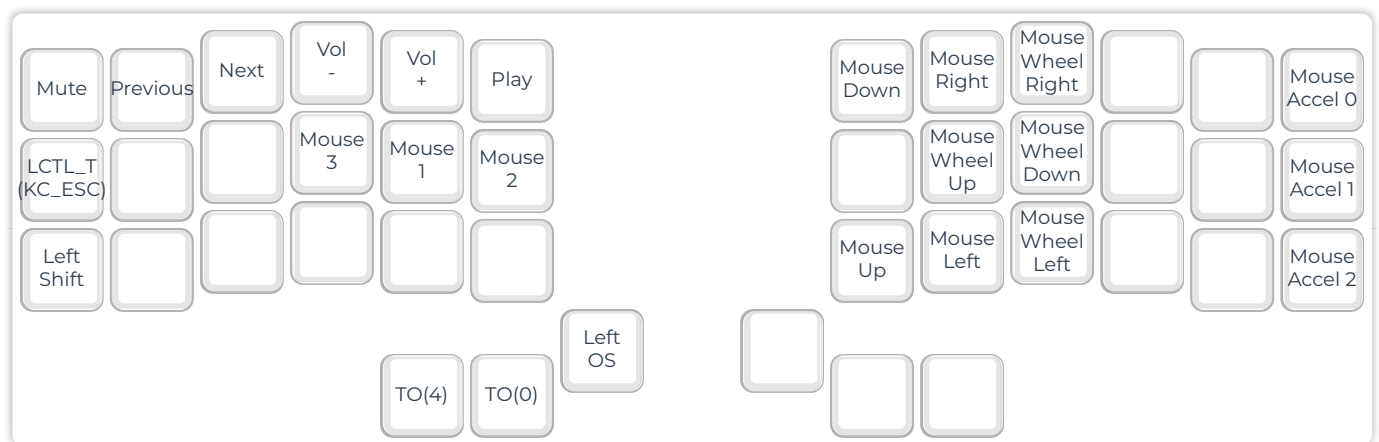 Mute
Previous
Next
Vol
-
Vol
+
Play
Mouse
Down
Mouse
Right
Mouse
Wheel
Right
Mouse
Accel 0
LCTL_T
(KC_ESC)
Mouse
3
Mouse
1
Mouse
2
Mouse
Wheel
Up
Mouse
Wheel
Down
Mouse
Accel 1
Left
Shift
Mouse
Up
Mouse
Left
Mouse
Wheel
Left
Mouse
Accel 2
Left
OS
TO(4)
TO(0)